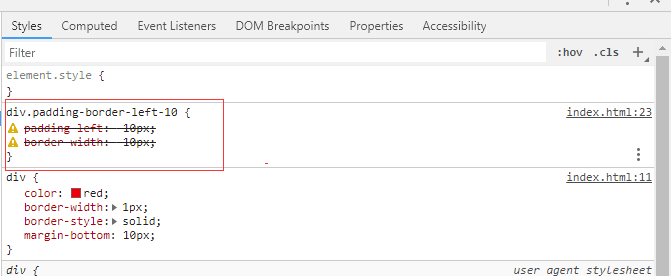 Styles Computed Event Listeners DOM Breakpoints Properties Accessibility
Filter :hov .cls +
element.style {
}
div.padding-border-left-10 { index.html:23
padding-left: -10px;
border-width: -10px;
}
div { index.html:11
color: red;
border-width: 1px;
border-style: solid;
margin-bottom: 10px;
}
div { user agent stylesheet